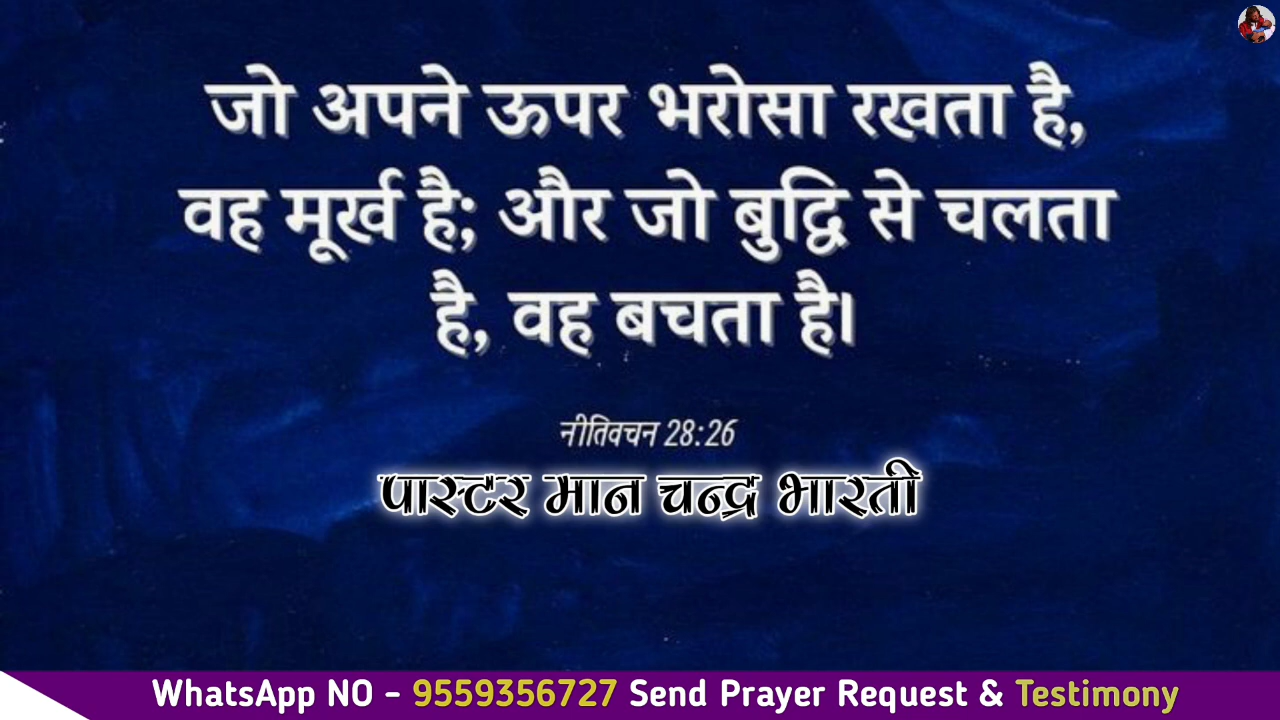 जो अपने ऊपर भरोसा रखता है,
वह मूर्ख है; और जो बुद्धि से चलता
है, वह बचता है।
नीतिवचन 28:26
पास्टर मान चन्द्र भारती
WhatsApp NO - 9559356727 Send Prayer Request & Testimony